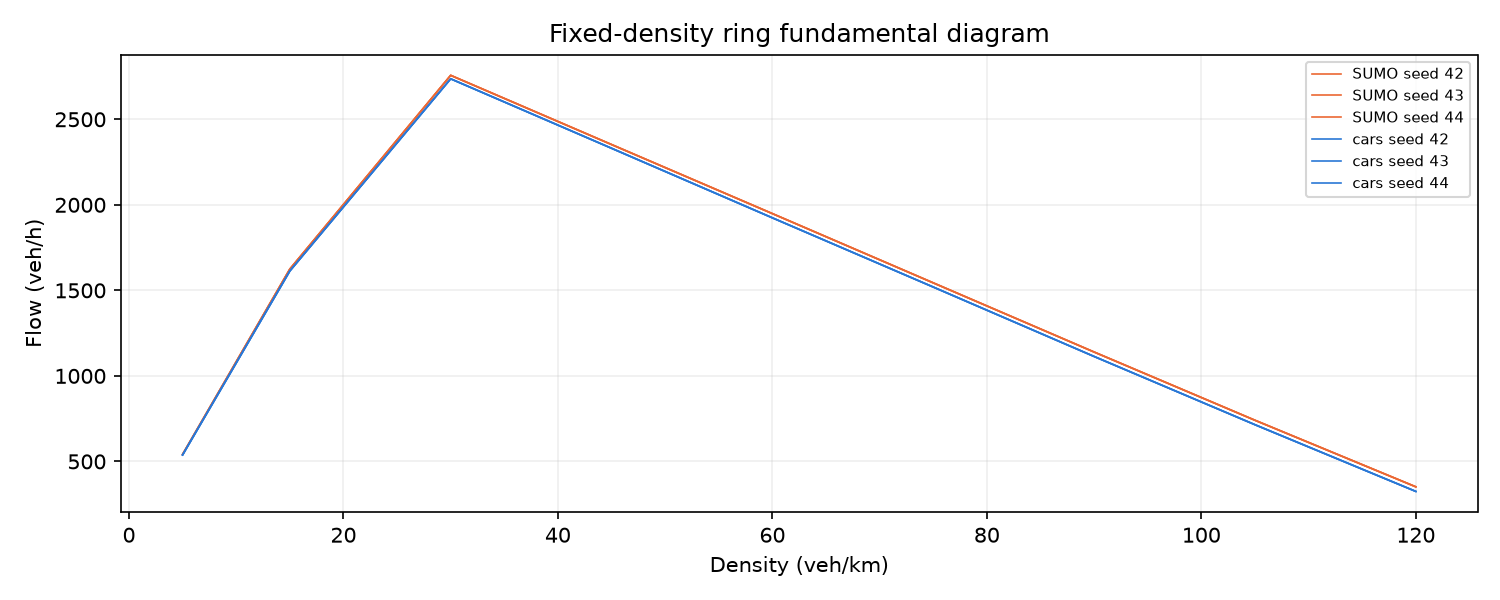 Fixed-density ring fundamental diagram
SUMO seed 42
SUMO seed 43
SUMO seed 44
cars seed 42
cars seed 43
cars seed 44
Flow (veh/h)
2500
2000
1500
1000
500
0 20 40 60 80 100 120
Density (veh/km)